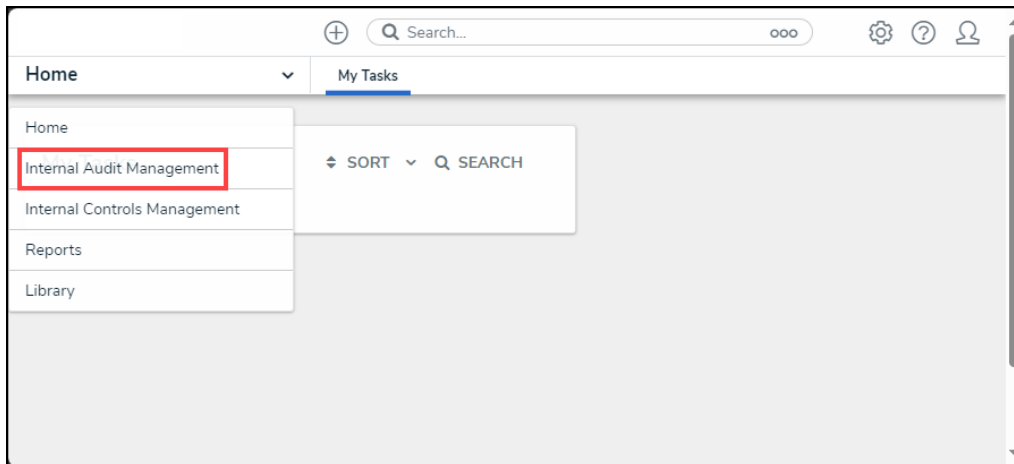 Search... ooo
Home
My Tasks
Home
Internal Audit Management
SORT SEARCH
Internal Controls Management
Reports
Library